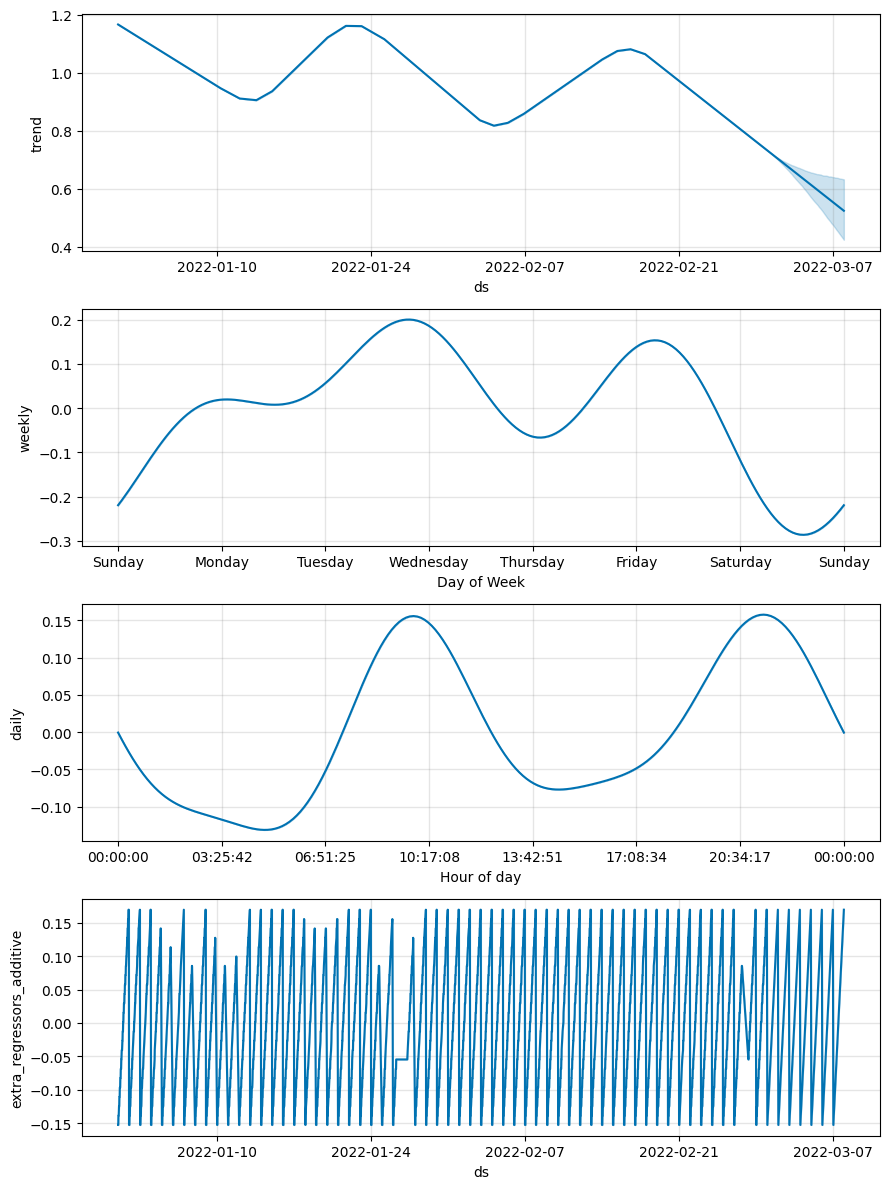 1.2
1.0
0.8
0.6
0.4
trend
2022-01-10 2022-01-24 2022-02-07 2022-02-21 2022-03-07
ds
0.2
0.1
0.0
−0.1
−0.2
−0.3
weekly
Sunday Monday Tuesday Wednesday Thursday Friday Saturday Sunday
Day of Week
0.15
0.10
0.05
0.00
−0.05
−0.10
daily
00:00:00 03:25:42 06:51:25 10:17:08 13:42:51 17:08:34 20:34:17 00:00:00
Hour of day
0.15
0.10
0.05
0.00
−0.05
−0.10
−0.15
extra_regressors_additive
2022-01-10 2022-01-24 2022-02-07 2022-02-21 2022-03-07
ds